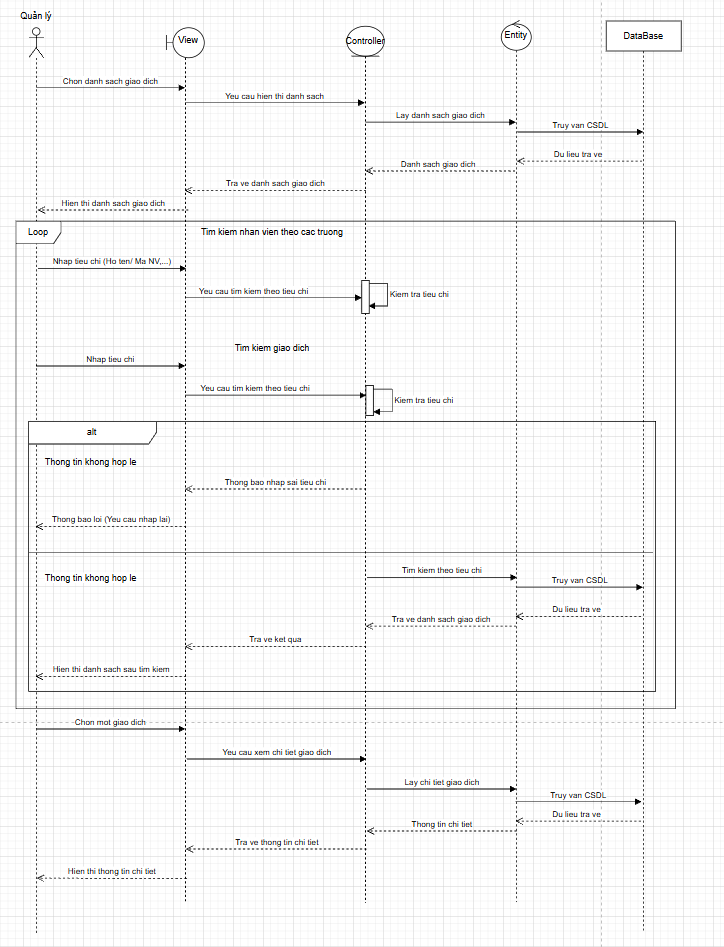 Quản lý
View
Controller
Entity
DataBase
Chon danh sach giao dich
Yeu cau hien thi danh sach
Lay danh sach giao dich
Truy van CSDL
Du lieu tra ve
Danh sach giao dich
Tra ve danh sach giao dich
Hien thi danh sach giao dich
Loop
Tim kiem nhan vien theo cac truong
Nhap tieu chi (Ho ten/ Ma NV,...)
Yeu cau tim kiem theo tieu chi
Kiem tra tieu chi
Tim kiem giao dich
Nhap tieu chi
Yeu cau tim kiem theo tieu chi
Kiem tra tieu chi
alt
Thong tin khong hop le
Thong bao nhap sai tieu chi
Thong bao loi (Yeu cau nhap lai)
Thong tin khong hop le
Tim kiem theo tieu chi
Truy van CSDL
Du lieu tra ve
Tra ve danh sach giao dich
Tra ve ket qua
Hien thi danh sach sau tim kiem
Chon mot giao dich
Yeu cau xem chi tiet giao dich
Lay chi tiet giao dich
Truy van CSDL
Du lieu tra ve
Thong tin chi tiet
Tra ve thong tin chi tiet
Hien thi thong tin chi tiet